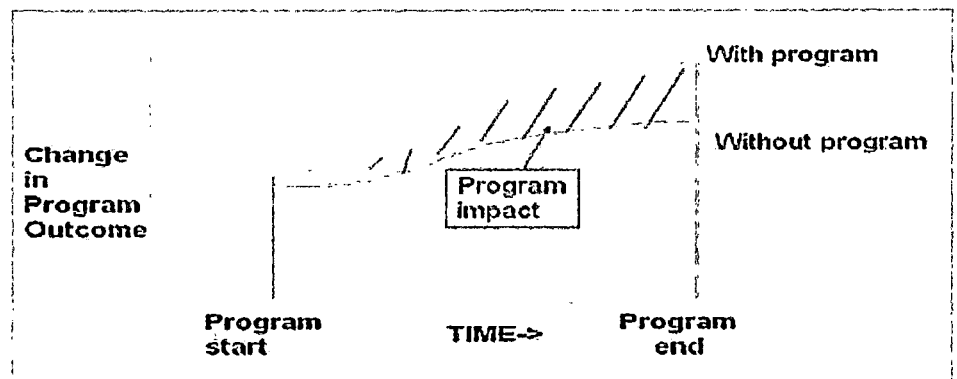 With program
Without program
Change
in
Program
Outcome
Program
impact
Program
start
TIME->
Program
end